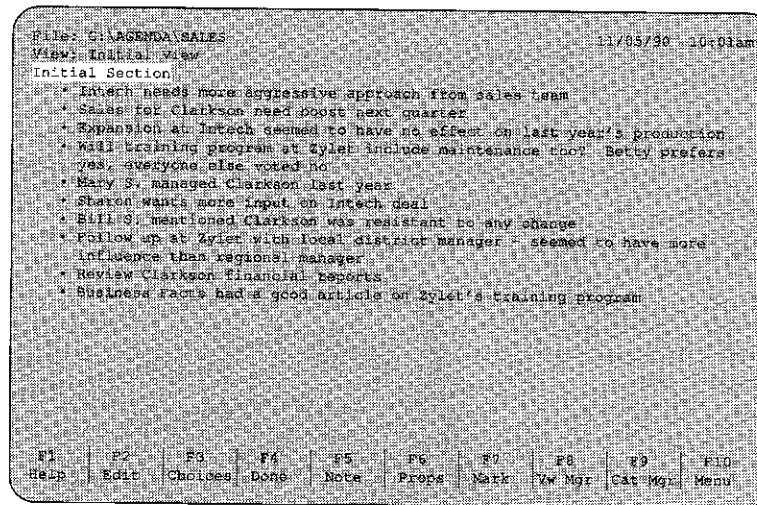 File: C:\AGENDA\SALES 11/05/90 10:01am
View: Initial View
Initial Section
• Intech needs more aggressive approach from sales team
• Sales for Clarkson need boost next quarter
• Expansion at Intech seemed to have no effect on last year's production
• Will training program at Zylet include maintenance too? Betty prefers
yes, everyone else voted no
• Mary S. managed Clarkson last year
• Sharon wants more input on Intech deal
• Bill S. mentioned Clarkson was resistant to any change
• Follow up at Zylet with local district manager - seemed to have more
influence than regional manager
• Review Clarkson financial reports
• Business Facts had a good article on Zylet's training program
F1 F2 F3 F4 F5 F6 F7 F8 F9 F10
Help Edit Choices Done Note Props Mark Vw Mgr Cat Mgr Menu